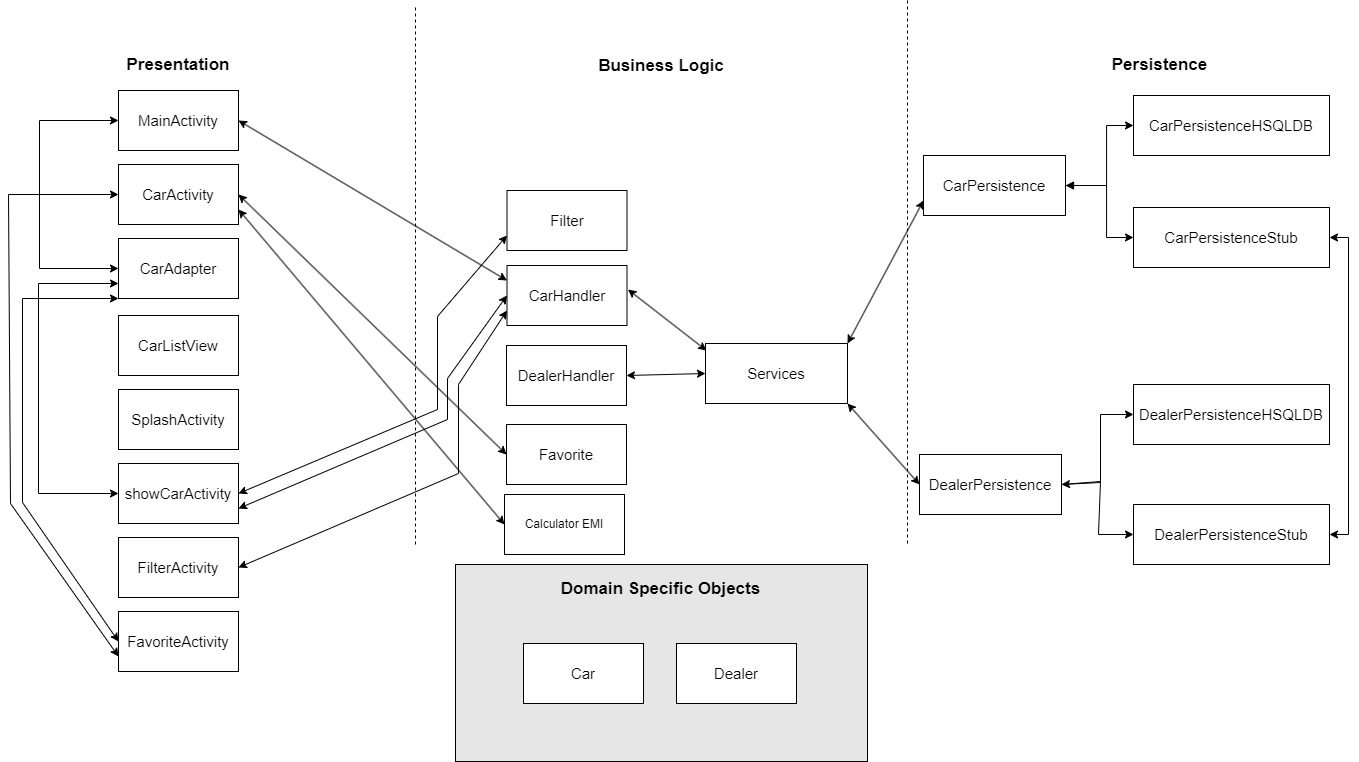 Presentation
MainActivity
CarActivity
CarAdapter
CarListView
SplashActivity
showCarActivity
FilterActivity
FavoriteActivity
Business Logic
Filter
CarHandler
DealerHandler
Favorite
Calculator EMI
Services
Domain Specific Objects
Car
Dealer
Persistence
CarPersistence
CarPersistenceHSQLDB
CarPersistenceStub
DealerPersistence
DealerPersistenceHSQLDB
DealerPersistenceStub